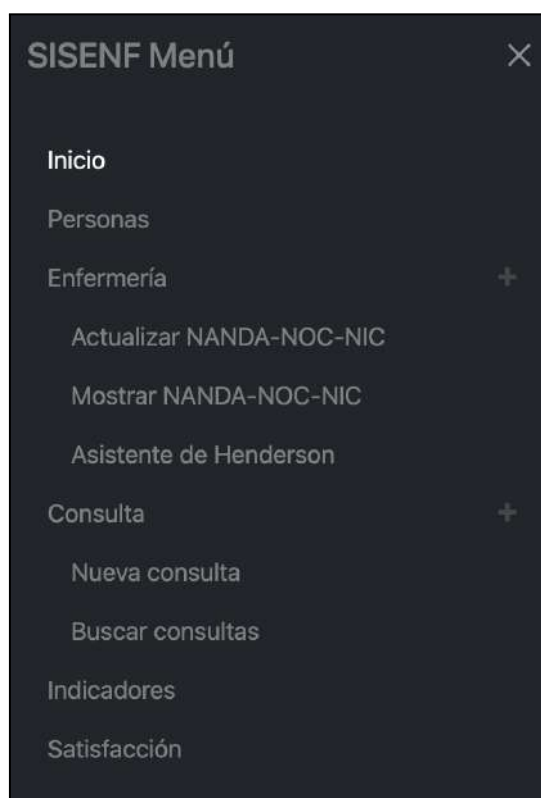 SISENF Menú
Inicio
Personas
Enfermería
Actualizar NANDA-NOC-NIC
Mostrar NANDA-NOC-NIC
Asistente de Henderson
Consulta
Nueva consulta
Buscar consultas
Indicadores
Satisfacción